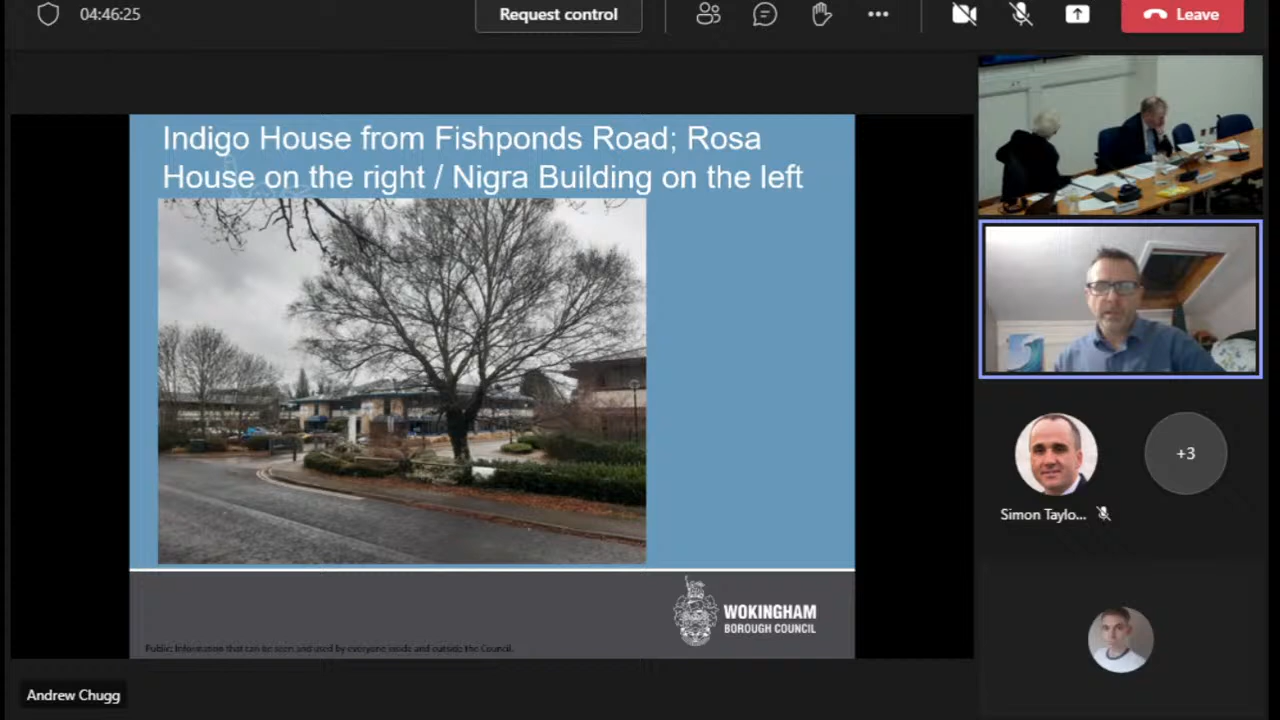 04:46:25
Request control
Leave
Indigo House from Fishponds Road; Rosa
House on the right / Nigra Building on the left
+3
Simon Taylo...
WOKINGHAM
BOROUGH COUNCIL
Public: Information that can be seen and used by everyone inside and outside the Council.
Andrew Chugg